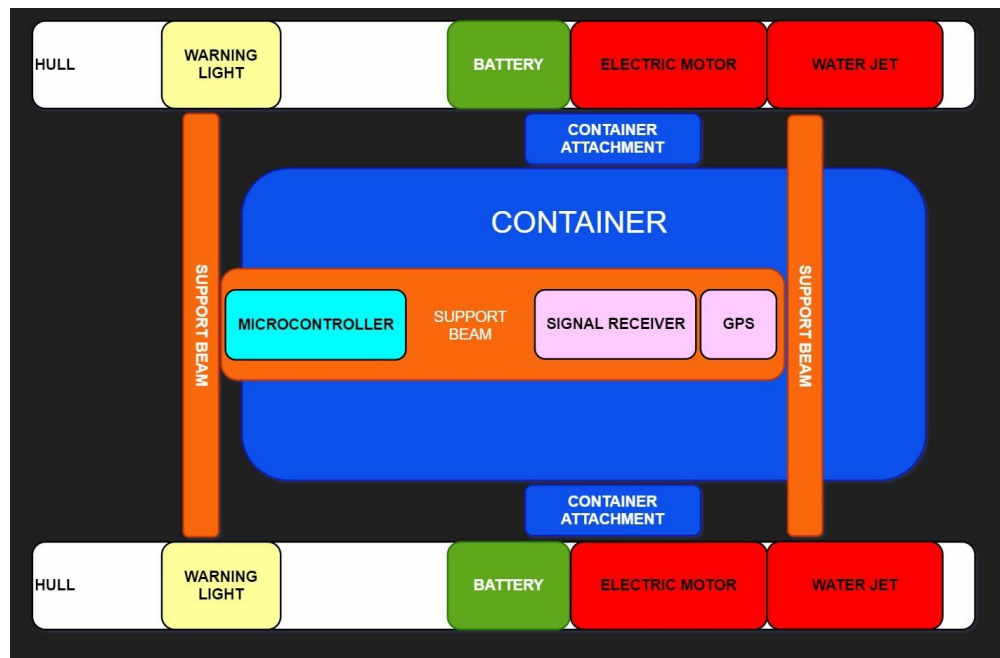 HULL
WARNING
LIGHT
BATTERY
ELECTRIC MOTOR
WATER JET
CONTAINER
ATTACHMENT
CONTAINER
SUPPORT BEAM
MICROCONTROLLER
SUPPORT
BEAM
SIGNAL RECEIVER
GPS
SUPPORT BEAM
CONTAINER
ATTACHMENT
HULL
WARNING
LIGHT
BATTERY
ELECTRIC MOTOR
WATER JET